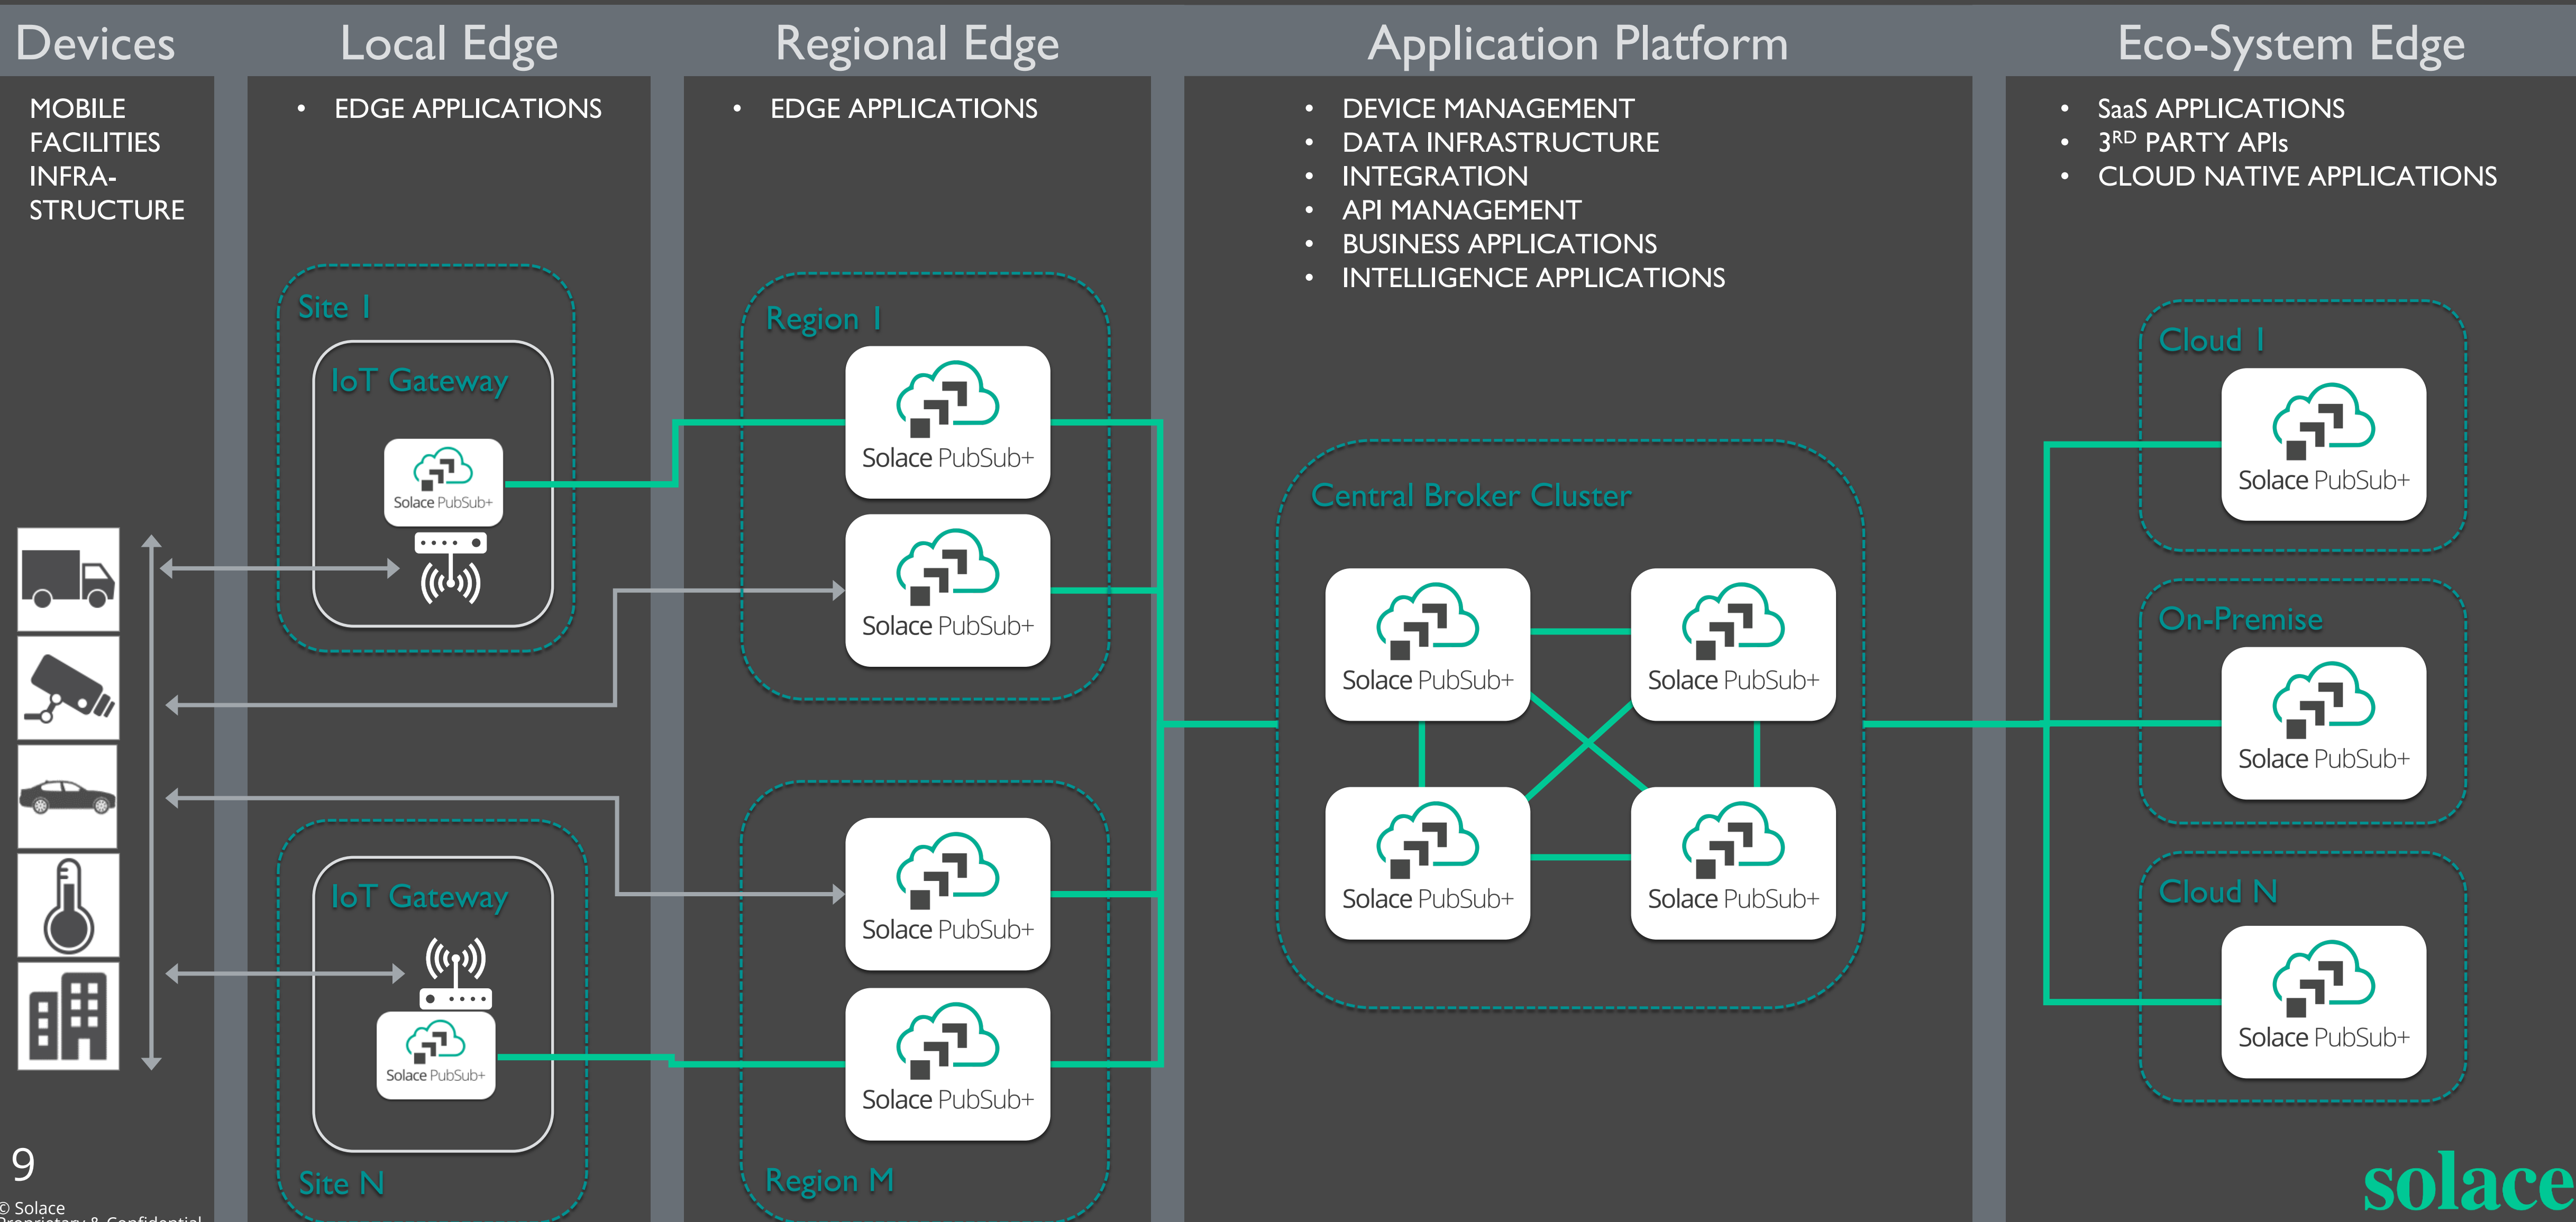 Devices
Local Edge
Regional Edge
Application Platform
Eco-System Edge
MOBILE
FACILITIES
INFRA-
STRUCTURE
• EDGE APPLICATIONS
• EDGE APPLICATIONS
• DEVICE MANAGEMENT
• DATA INFRASTRUCTURE
• INTEGRATION
• API MANAGEMENT
• BUSINESS APPLICATIONS
• INTELLIGENCE APPLICATIONS
• SaaS APPLICATIONS
• 3RD PARTY APIs
• CLOUD NATIVE APPLICATIONS
Site 1
IoT Gateway
Solace PubSub+
IoT Gateway
Solace PubSub+
Site N
Region 1
Solace PubSub+
Solace PubSub+
Solace PubSub+
Solace PubSub+
Region M
Central Broker Cluster
Solace PubSub+
Solace PubSub+
Solace PubSub+
Solace PubSub+
Cloud 1
Solace PubSub+
On-Premise
Solace PubSub+
Cloud N
Solace PubSub+
9
© Solace
Proprietary & Confidential
solace